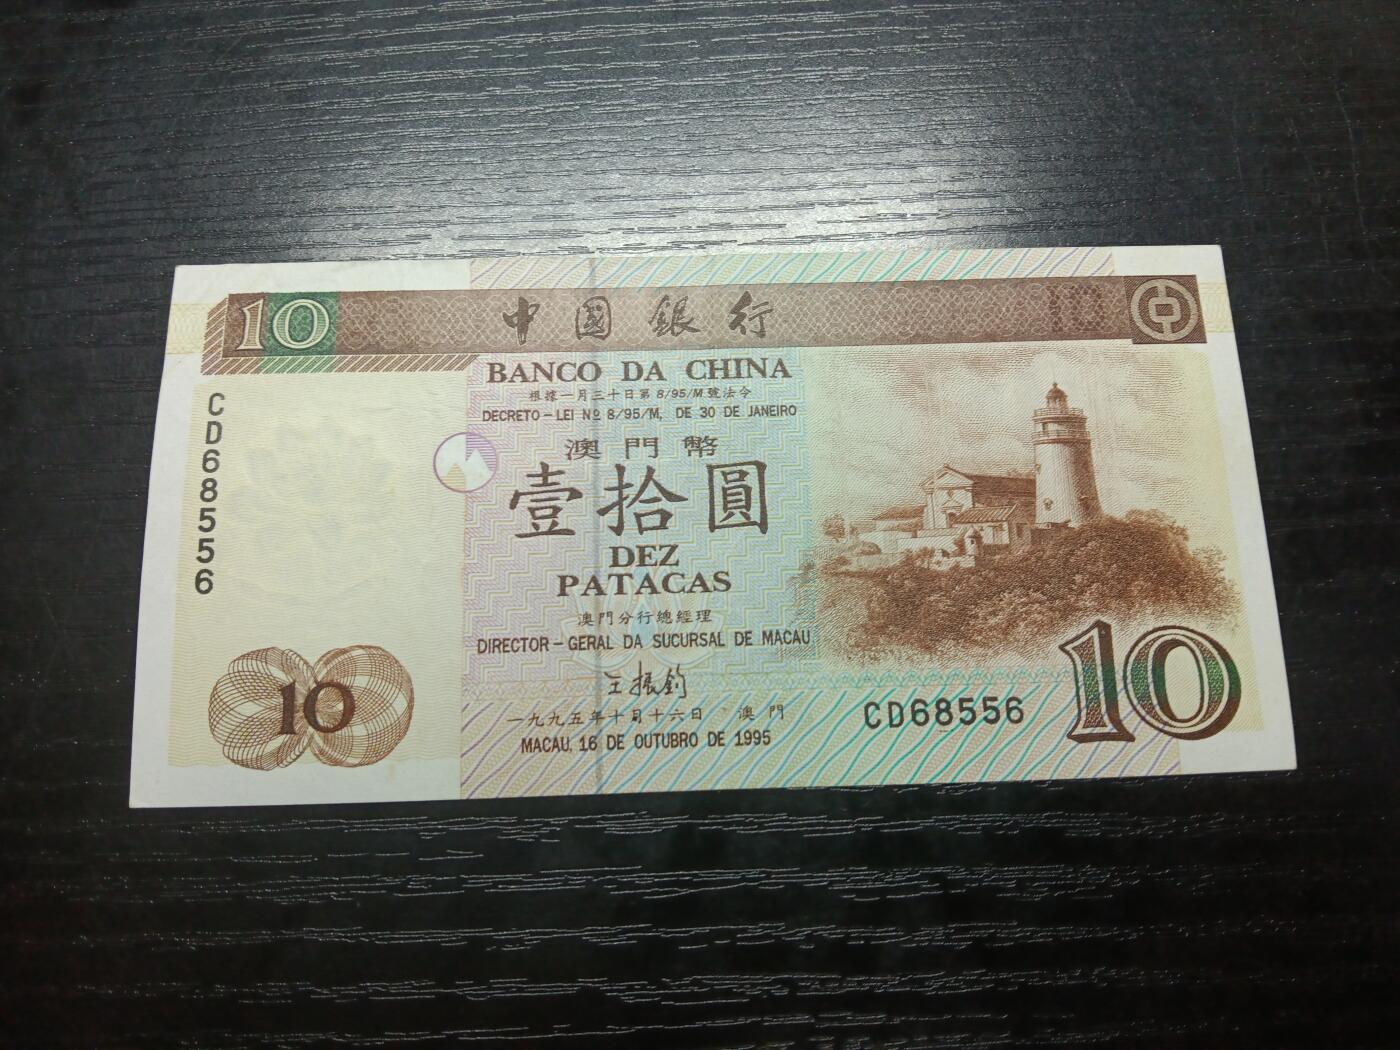 10
中國銀行
BANCO DA CHINA
根據一月三十日第8/95/M號法令
DECRETO-LEI Nº 8/95/M, DE 30 DE JANEIRO
CD68556
澳門幣
壹拾圓
DEZ
PATACAS
澳門分行總經理
DIRECTOR-GERAL DA SUCURSAL DE MACAU
王振鈞
10
一九九五年十月十六日 澳門
MACAU, 16 DE OUTUBRO DE 1995
CD68556
10